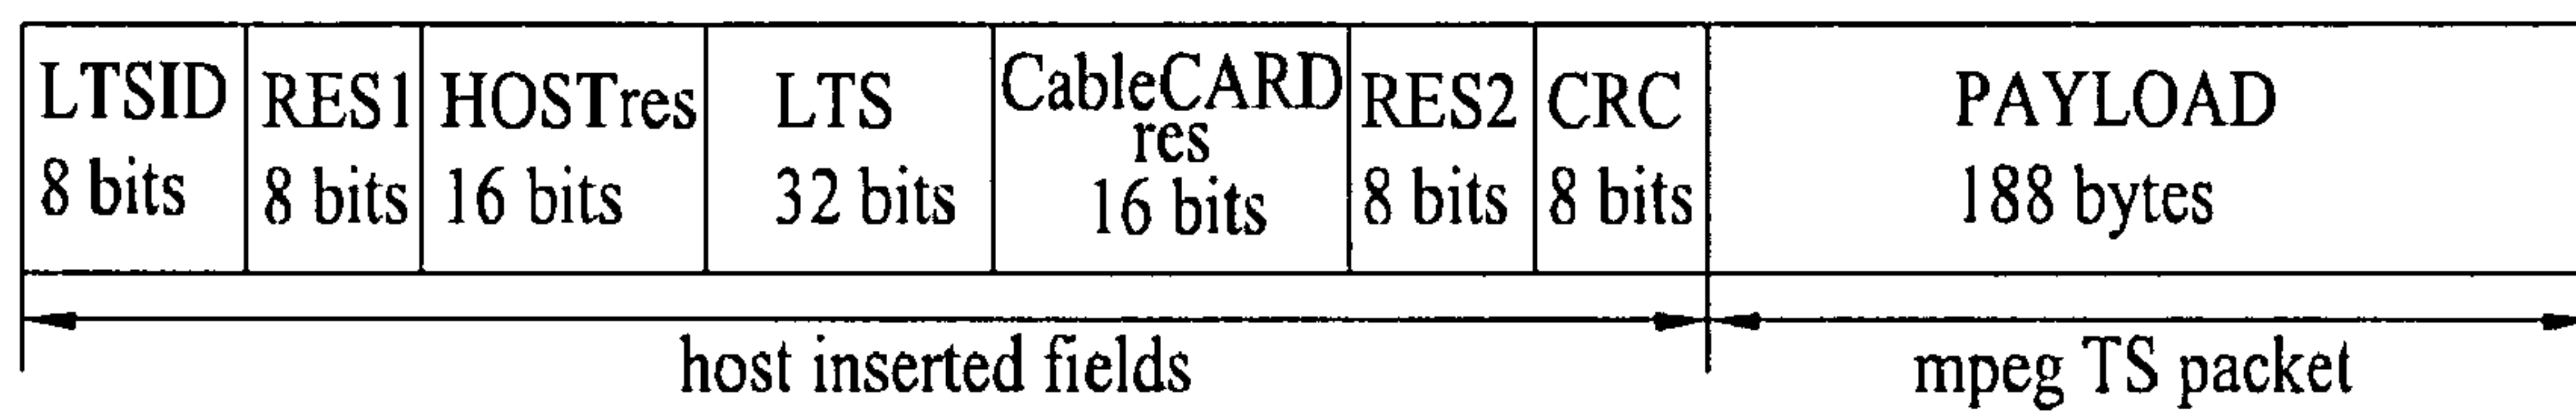 LTSID
8 bits
RES1
8 bits
HOSTres
16 bits
LTS
32 bits
CableCARD
res
16 bits
RES2
8 bits
CRC
8 bits
PAYLOAD
188 bytes
host inserted fields
mpeg TS packet